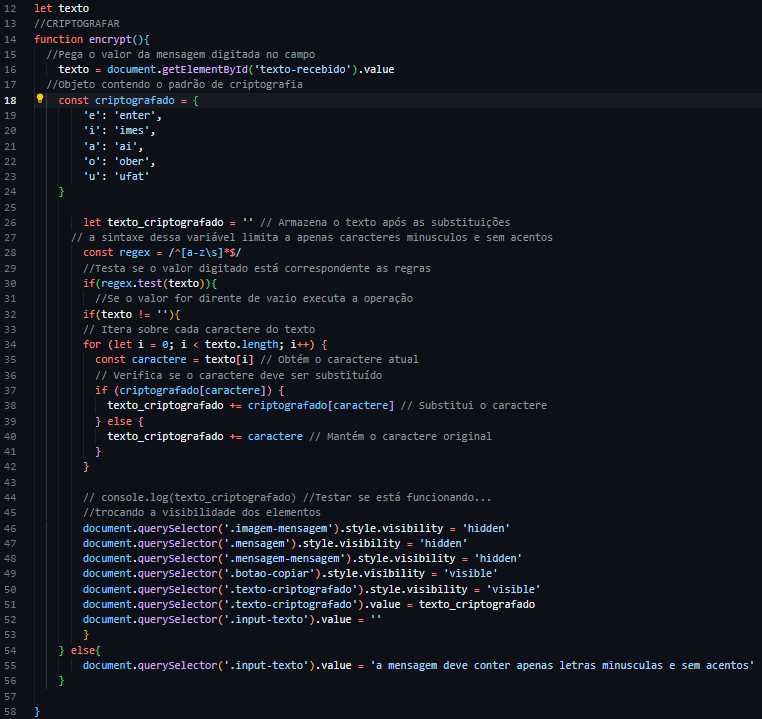 12 let texto
13 //CRIPTOGRAFAR
14 function encrypt(){
15   //Pega o valor da mensagem digitada no campo
16     texto = document.getElementById('texto-recebido').value
17   //Objeto contendo o padrão de criptografia
18     const criptografado = {
19         'e': 'enter',
20         'i': 'imes',
21         'a': 'ai',
22         'o': 'ober',
23         'u': 'ufat'
24     }
25
26         let texto_criptografado = '' // Armazena o texto após as substituições
27       // a sintaxe dessa variável limita a apenas caracteres minusculos e sem acentos
28         const regex = /^[a-z\s]*$/
29         //Testa se o valor digitado está correspondente as regras
30         if(regex.test(texto)){
31           //Se o valor for dirente de vazio executa a operação
32         if(texto != ''){
33         // Itera sobre cada caractere do texto
34         for (let i = 0; i < texto.length; i++) {
35           const caractere = texto[i] // Obtém o caractere atual
36           // Verifica se o caractere deve ser substituído
37           if (criptografado[caractere]) {
38             texto_criptografado += criptografado[caractere] // Substitui o caractere
39           } else {
40             texto_criptografado += caractere // Mantém o caractere original
41           }
42         }
43
44         // console.log(texto_criptografado) //Testar se está funcionando...
45         //trocando a visibilidade dos elementos
46         document.querySelector('.imagem-mensagem').style.visibility = 'hidden'
47         document.querySelector('.mensagem').style.visibility = 'hidden'
48         document.querySelector('.mensagem-mensagem').style.visibility = 'hidden'
49         document.querySelector('.botao-copiar').style.visibility = 'visible'
50         document.querySelector('.texto-criptografado').style.visibility = 'visible'
51         document.querySelector('.texto-criptografado').value = texto_criptografado
52         document.querySelector('.input-texto').value = ''
53         }
54     } else{
55         document.querySelector('.input-texto').value = 'a mensagem deve conter apenas letras minusculas e sem acentos'
56     }
57
58 }